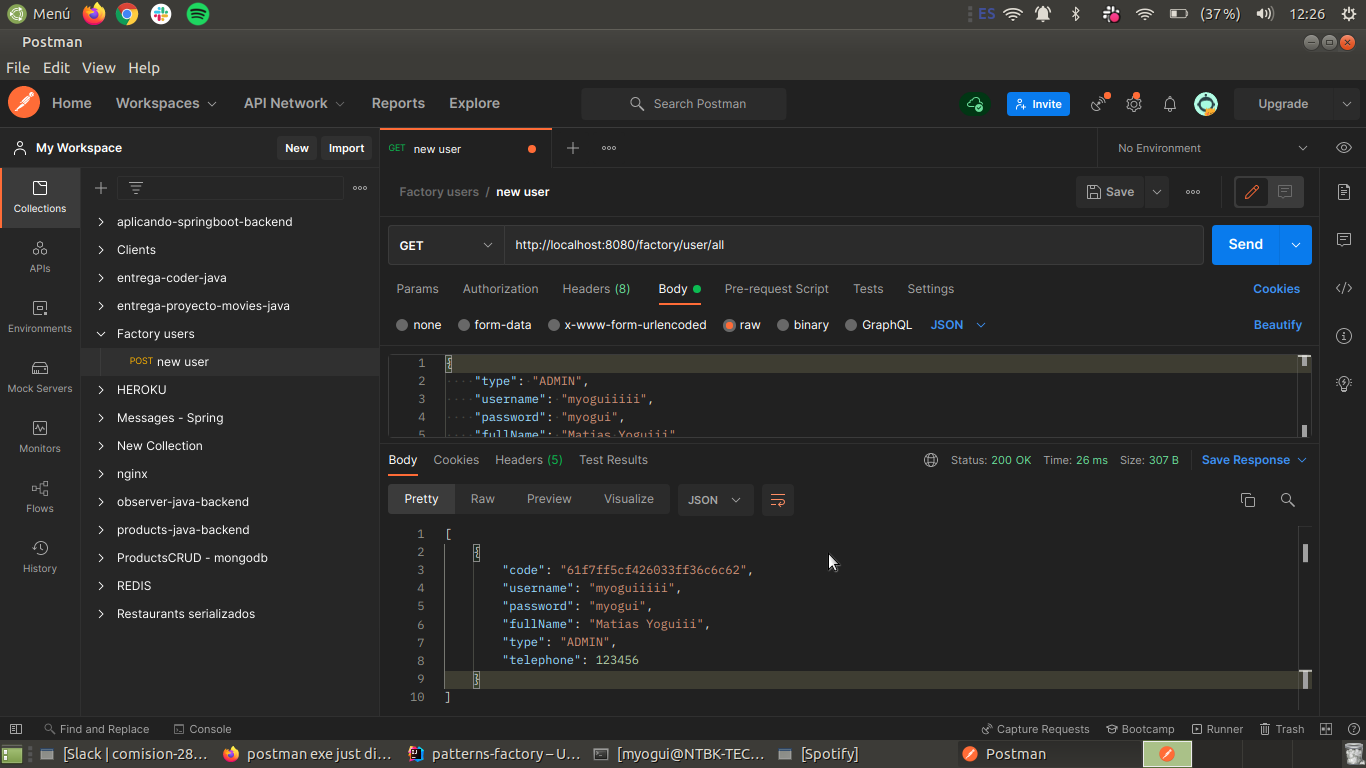 Menú
ES
(37%)
12:26
Postman
File Edit View Help
Home Workspaces API Network Reports Explore
Search Postman
Invite
Upgrade
My Workspace
New Import
GET new user
No Environment
Collections
APIs
Environments
Mock Servers
Monitors
Flows
History
aplicando-springboot-backend
Clients
entrega-coder-java
entrega-proyecto-movies-java
Factory users
POST new user
HEROKU
Messages - Spring
New Collection
nginx
observer-java-backend
products-java-backend
ProductsCRUD - mongodb
REDIS
Restaurants serializados
Factory users / new user
Save
GET http://localhost:8080/factory/user/all
Send
Params Authorization Headers (8) Body Pre-request Script Tests Settings
Cookies
none form-data x-www-form-urlencoded raw binary GraphQL JSON
Beautify
1 {
2 ····"type":·"ADMIN",
3 ····"username":·"myoguiiiii",
4 ····"password":·"myogui",
5 ····"fullName":·"Matias Yoguiii"
Body Cookies Headers (5) Test Results
Status: 200 OK Time: 26 ms Size: 307 B
Save Response
Pretty Raw Preview Visualize JSON
1 [
2 {
3 "code": "61f7ff5cf426033ff36c6c62",
4 "username": "myoguiiiii",
5 "password": "myogui",
6 "fullName": "Matias Yoguiii",
7 "type": "ADMIN",
8 "telephone": 123456
9 }
10 ]
Find and Replace Console
Capture Requests Bootcamp Runner Trash
[Slack | comision-28... postman exe just di... patterns-factory – U... [myogui@NTBK-TEC... [Spotify] Postman